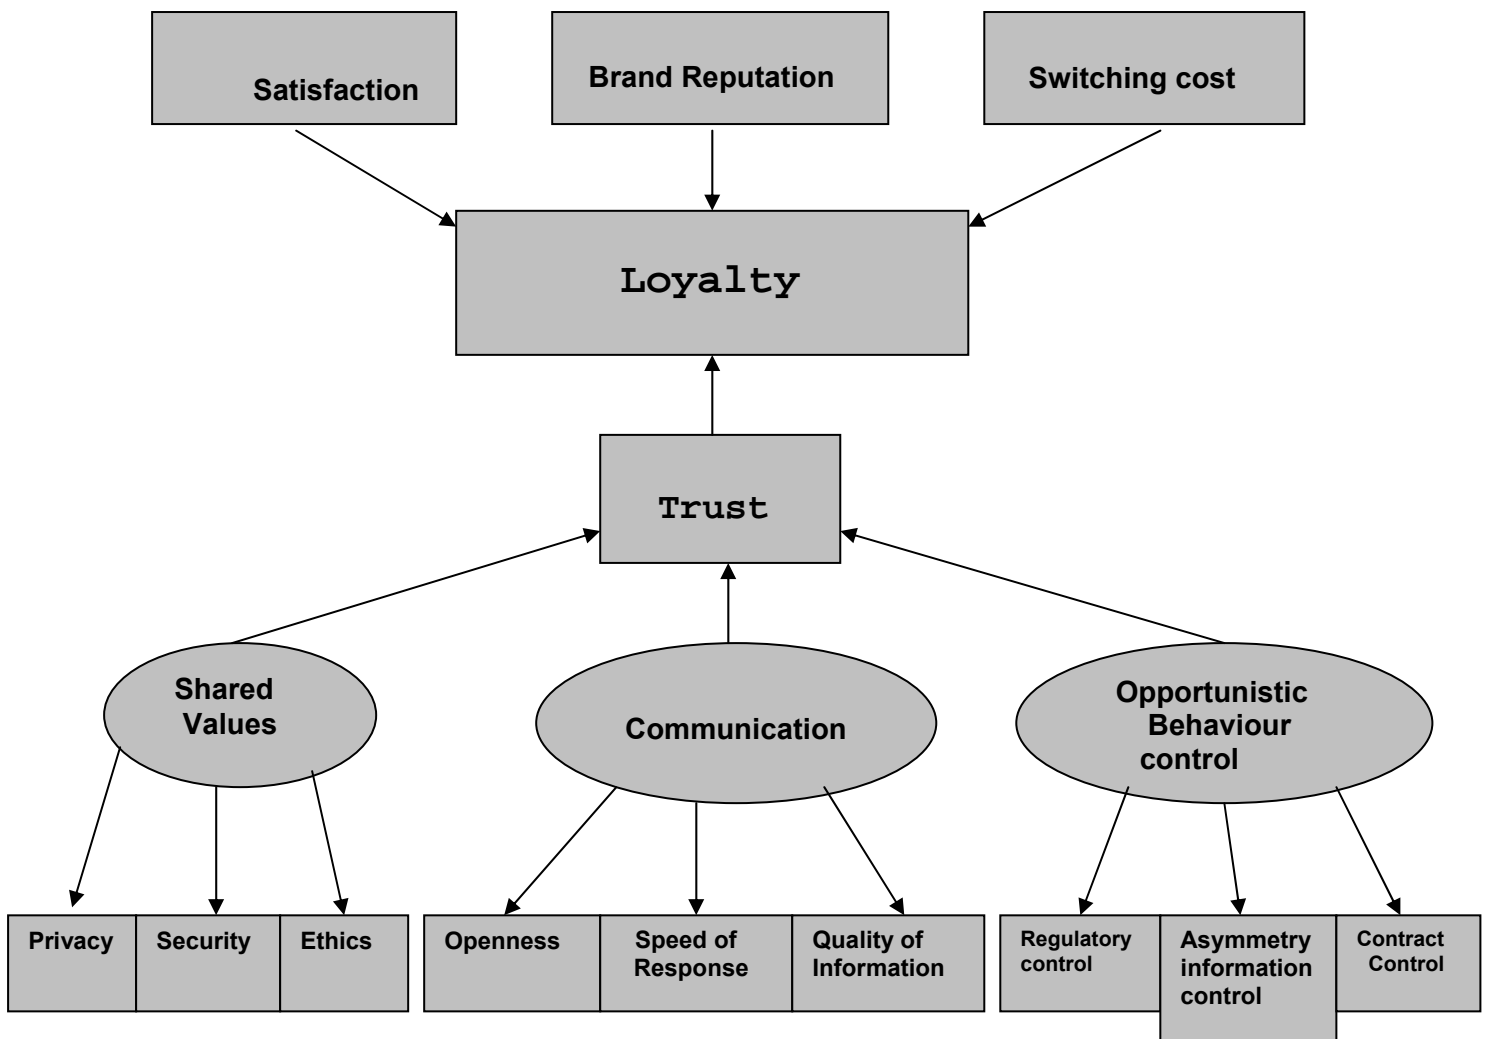 Satisfaction
Brand Reputation
Switching cost
Loyalty
Trust
Shared
Values
Communication
Opportunistic
Behaviour
control
Privacy
Security
Ethics
Openness
Speed of
Response
Quality of
Information
Regulatory
control
Asymmetry
information
control
Contract
Control